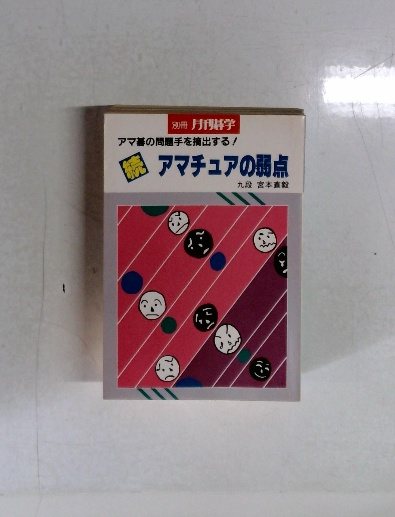 別冊 月刊碁学
アマ碁の問題手を摘出する!
続 アマチュアの弱点
九段 宮本直毅